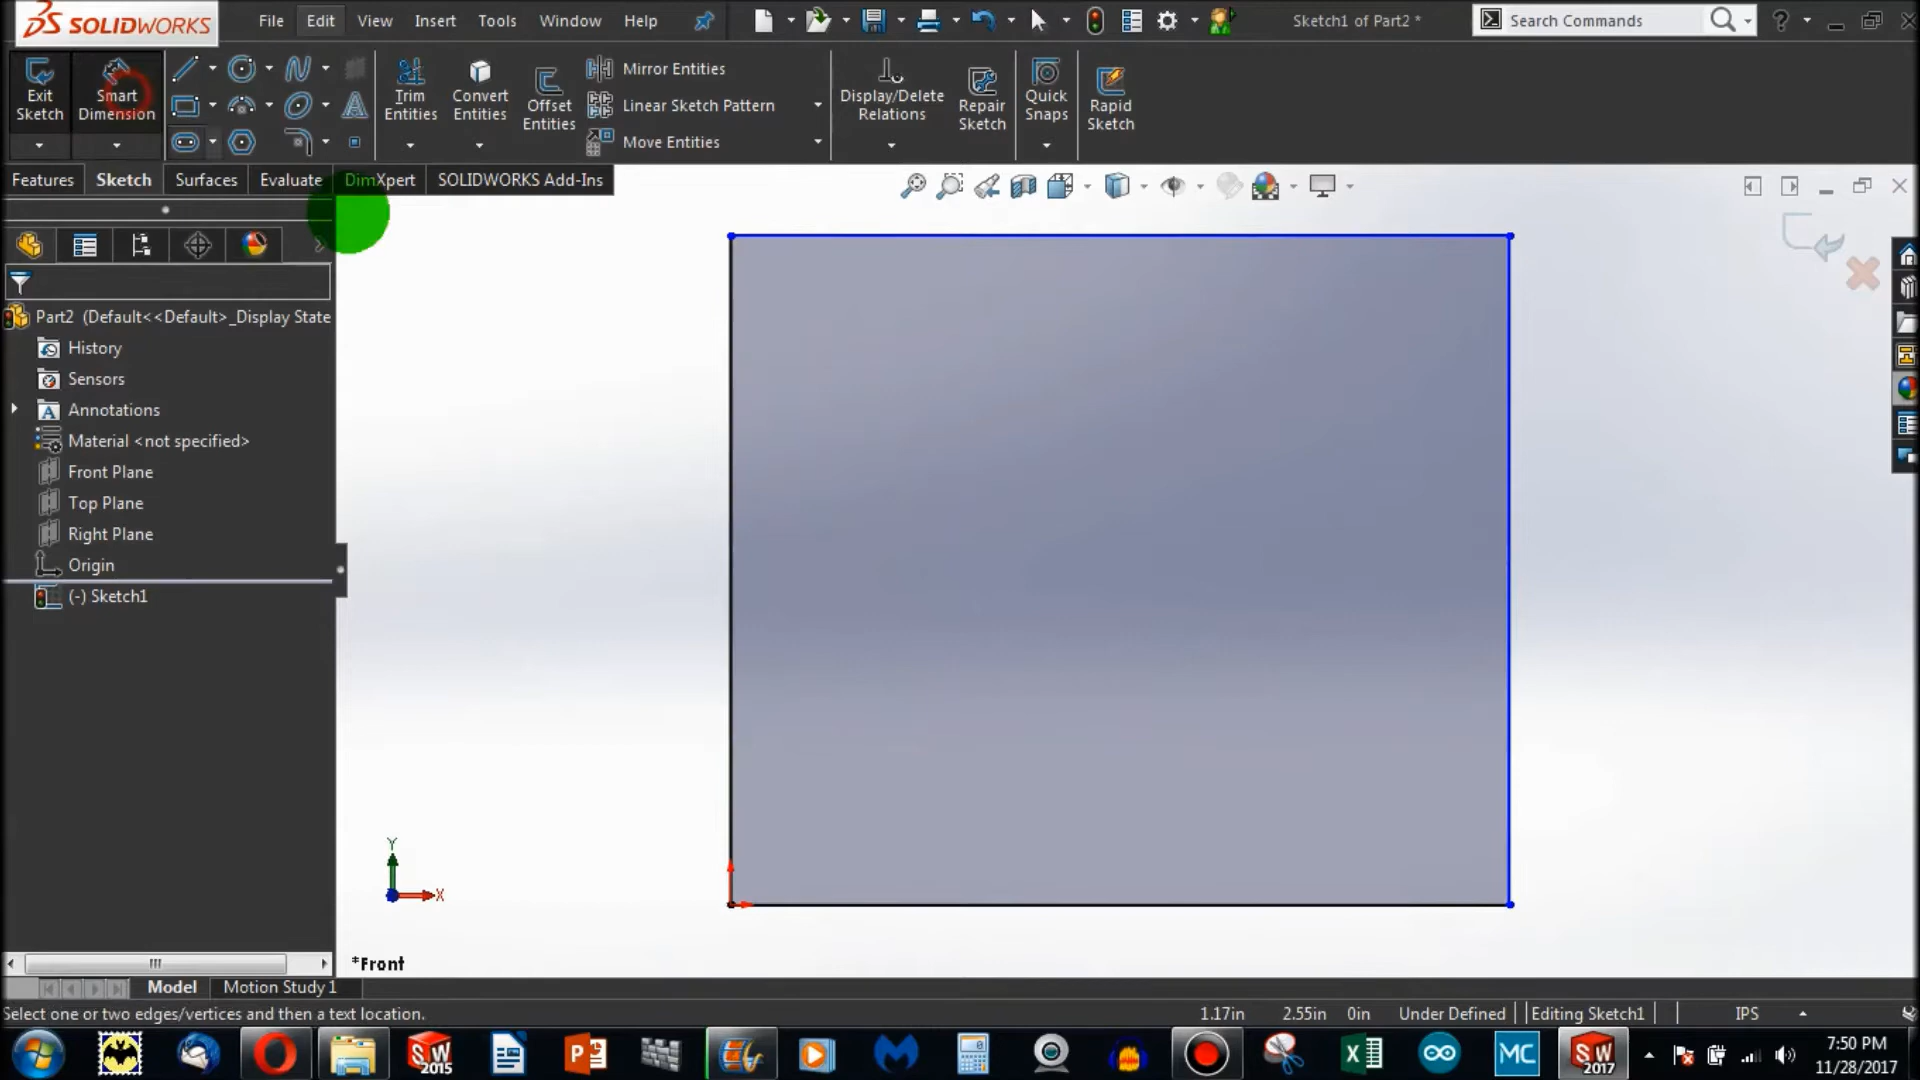 SOLIDWORKS
File Edit View Insert Tools Window Help
Sketch1 of Part2 *
Search Commands
Exit Sketch
Smart Dimension
Trim Entities
Convert Entities
Offset Entities
Mirror Entities
Linear Sketch Pattern
Move Entities
Display/Delete Relations
Repair Sketch
Quick Snaps
Rapid Sketch
Features Sketch Surfaces Evaluate DimXpert SOLIDWORKS Add-Ins
Part2 (Default<<Default>_Display State
History
Sensors
Annotations
Material <not specified>
Front Plane
Top Plane
Right Plane
Origin
(-) Sketch1
Y
X
*Front
Model Motion Study 1
Select one or two edges/vertices and then a text location.
1.17in 2.55in 0in Under Defined Editing Sketch1 IPS
SW 2015
MC
SW 2017
7:50 PM
11/28/2017